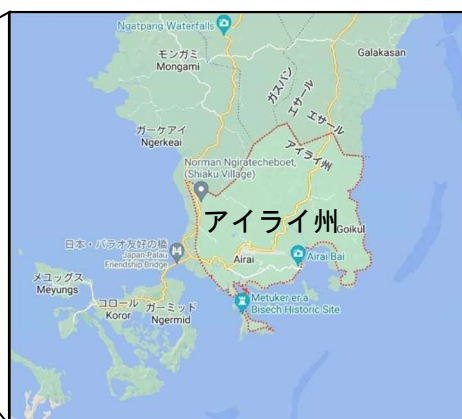 Ngatpang Waterfalls
モンガミ
Mongami
Galakasan
ガスパン
エサール
エサール
ガーケアイ
Ngerkeai
アイライ州
Norman Ngiratecheboet,
(Shiaku Village)
アイライ州
Goikul
日本・パラオ友好の橋
Japan-Palau
Friendship Bridge
Airai
Airai Bai
メユッグス
Meyungs
コロール
Koror
ガーミッド
Ngermid
Metuker er a
Bisech Historic Site